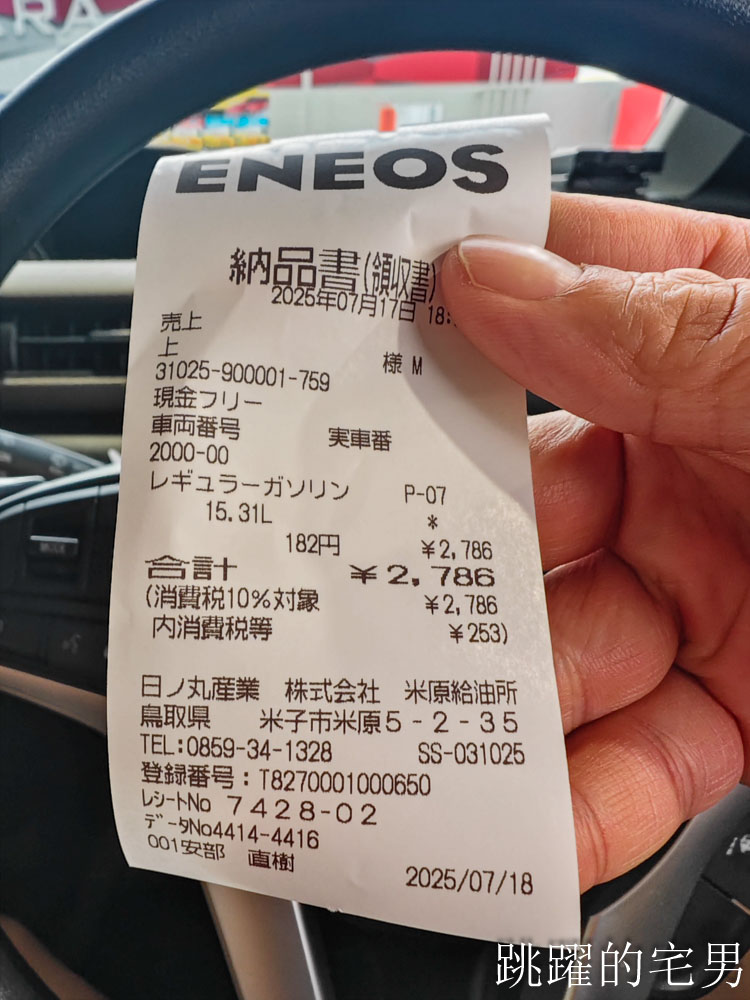 ENEOS
納品書(領収書)
2025年07月17日 18:
売上
上 様 M
31025-900001-759
現金フリー
車両番号 実車番
2000-00
レギュラーガソリン P-07
15.31L *
182円 ¥2,786
合計 ¥2,786
(消費税10%対象 ¥2,786
内消費税等 ¥253)
日ノ丸産業 株式会社 米原給油所
鳥取県 米子市米原5-2-35
TEL:0859-34-1328 SS-031025
登録番号:T8270001000650
レシートNo 7428-02
データNo4414-4416
001安部 直樹
2025/07/18
跳躍的宅男